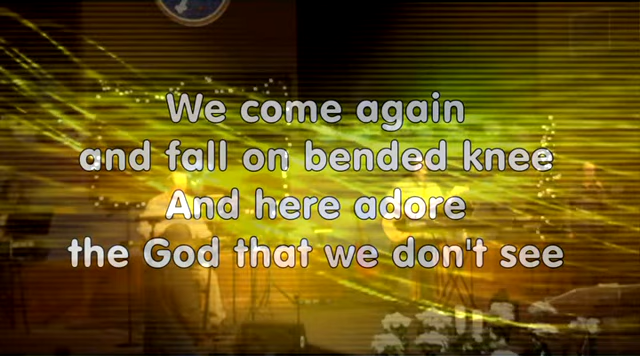 We come again
and fall on bended knee
And here adore
the God that we don't see